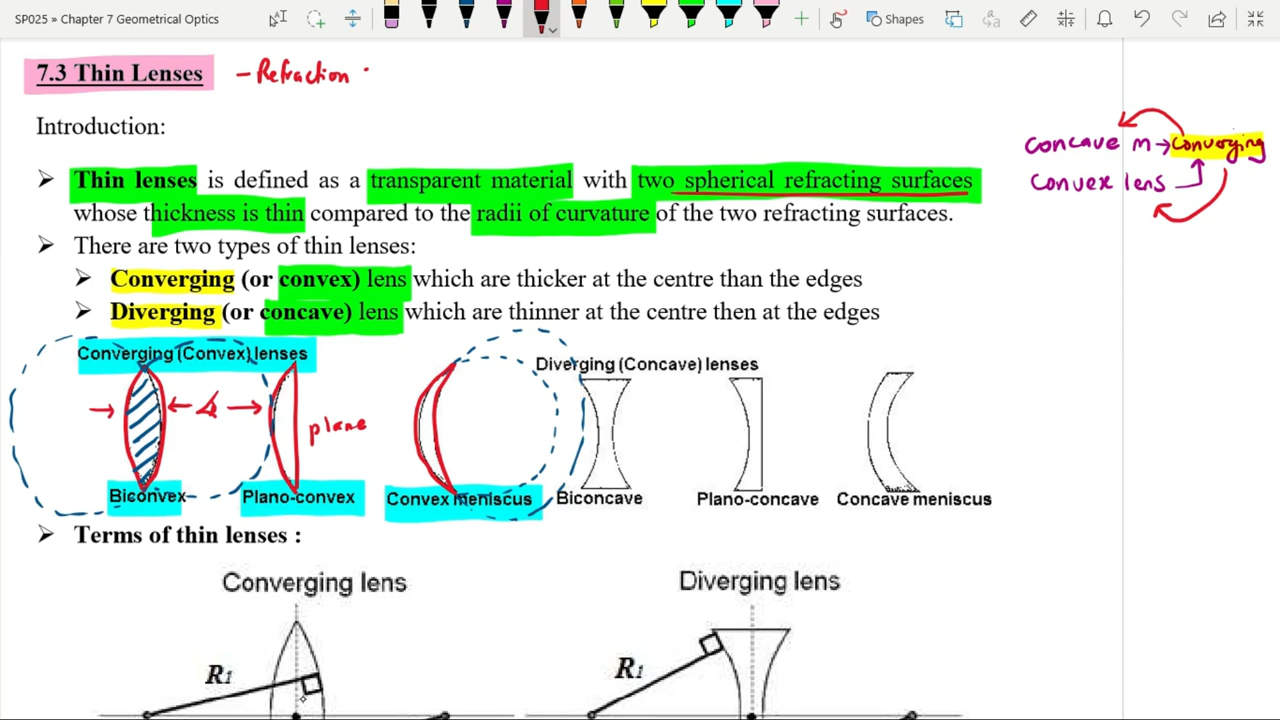 SP025 » Chapter 7 Geometrical Optics
Shapes
7.3 Thin Lenses - Refraction
Introduction:
concave m → converging
convex lens
➤ Thin lenses is defined as a transparent material with two spherical refracting surfaces
whose thickness is thin compared to the radii of curvature of the two refracting surfaces.
➤ There are two types of thin lenses:
➤ Converging (or convex) lens which are thicker at the centre than the edges
➤ Diverging (or concave) lens which are thinner at the centre then at the edges
Converging (Convex) lenses
Diverging (Concave) lenses
plane
Biconvex
Plano-convex
Convex meniscus
Biconcave
Plano-concave
Concave meniscus
➤ Terms of thin lenses :
Converging lens
Diverging lens
R1
R1